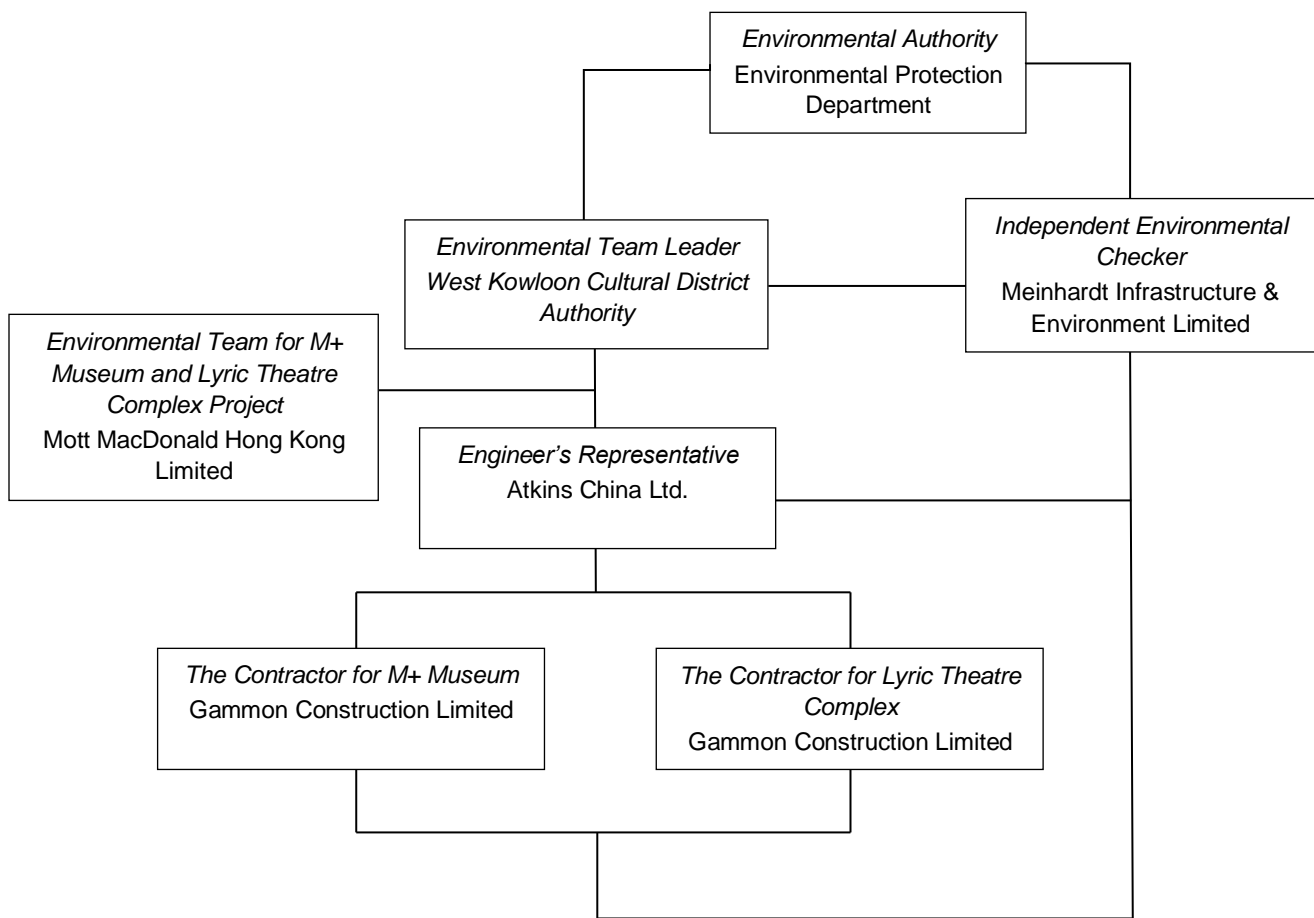 Environmental Authority
Environmental Protection
Department
Environmental Team Leader
West Kowloon Cultural District
Authority
Independent Environmental
Checker
Meinhardt Infrastructure &
Environment Limited
Environmental Team for M+
Museum and Lyric Theatre
Complex Project
Mott MacDonald Hong Kong
Limited
Engineer’s Representative
Atkins China Ltd.
The Contractor for M+ Museum
Gammon Construction Limited
The Contractor for Lyric Theatre
Complex
Gammon Construction Limited